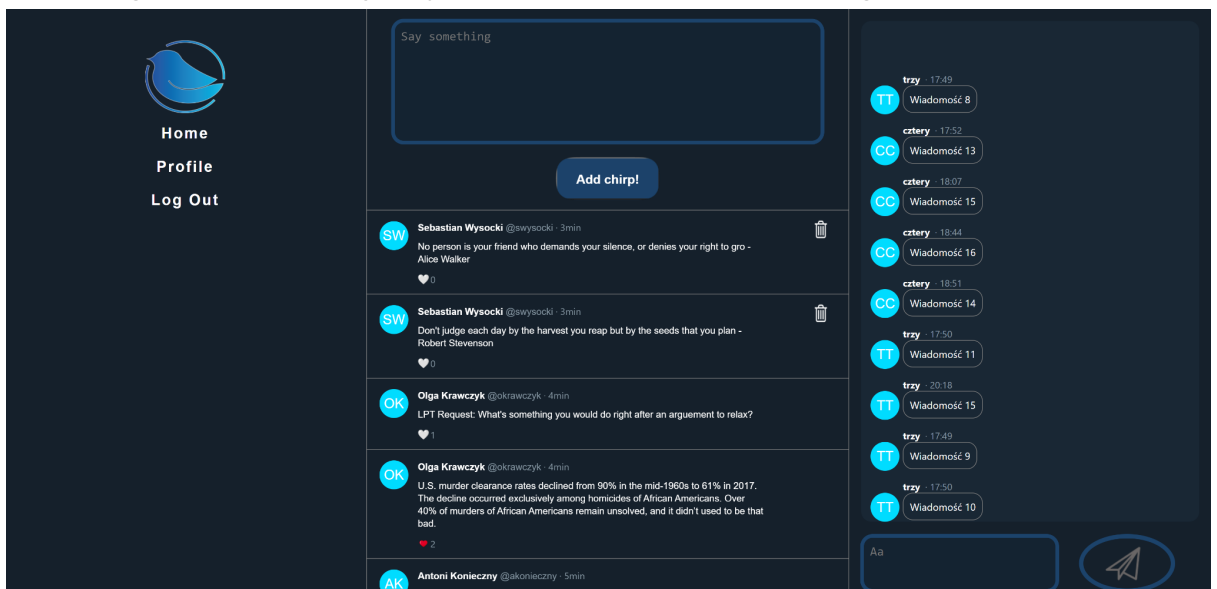 Home
Profile
Log Out
Say something
Add chirp!
SW
Sebastian Wysocki @swysocki · 3min
No person is your friend who demands your silence, or denies your right to gro -
Alice Walker
0
SW
Sebastian Wysocki @swysocki · 3min
Don't judge each day by the harvest you reap but by the seeds that you plan -
Robert Stevenson
0
OK
Olga Krawczyk @okrawczyk · 4min
LPT Request: What's something you would do right after an arguement to relax?
1
OK
Olga Krawczyk @okrawczyk · 4min
U.S. murder clearance rates declined from 90% in the mid-1960s to 61% in 2017.
The decline occurred exclusively among homicides of African Americans. Over
40% of murders of African Americans remain unsolved, and it didn't used to be that
bad.
2
AK
Antoni Konieczny @akonieczny · 5min
trzy · 17:49
TT
Wiadomość 8
cztery · 17:52
CC
Wiadomość 13
cztery · 18:07
CC
Wiadomość 15
cztery · 18:44
CC
Wiadomość 16
cztery · 18:51
CC
Wiadomość 14
trzy · 17:50
TT
Wiadomość 11
trzy · 20:18
TT
Wiadomość 15
trzy · 17:49
TT
Wiadomość 9
trzy · 17:50
TT
Wiadomość 10
Aa